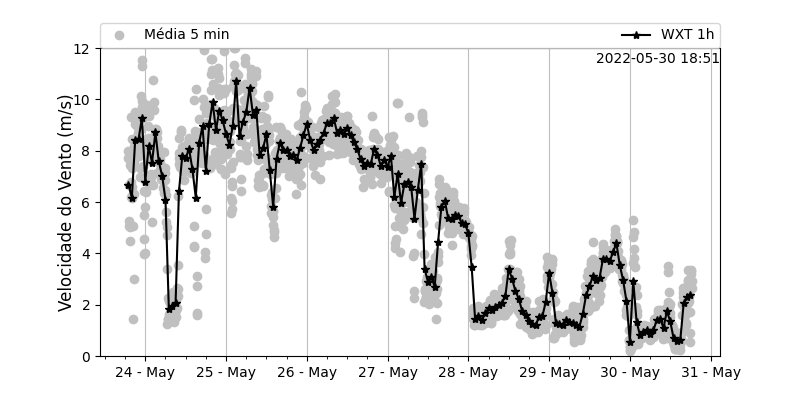 Média 5 min
WXT 1h
2022-05-30 18:51
Velocidade do Vento (m/s)
12
10
8
6
4
2
0
24 - May
25 - May
26 - May
27 - May
28 - May
29 - May
30 - May
31 - May